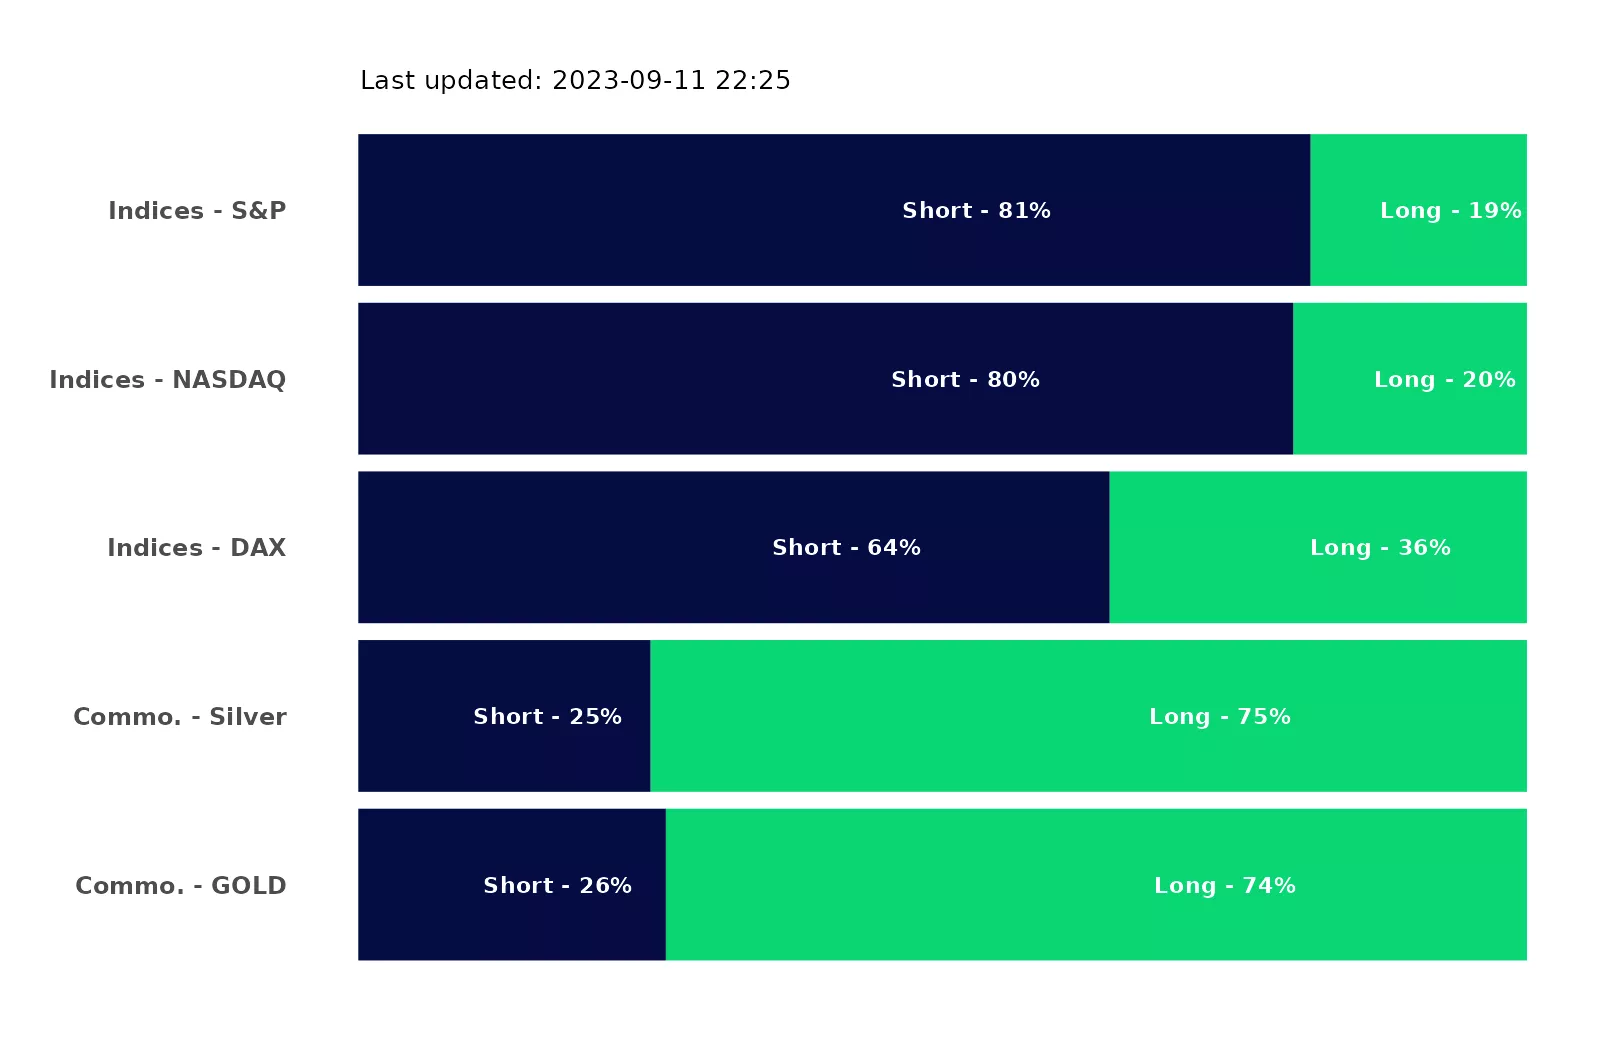 Last updated: 2023-09-11 22:25
Indices - S&P Short - 81% Long - 19%
Indices - NASDAQ Short - 80% Long - 20%
Indices - DAX Short - 64% Long - 36%
Commo. - Silver Short - 25% Long - 75%
Commo. - GOLD Short - 26% Long - 74%